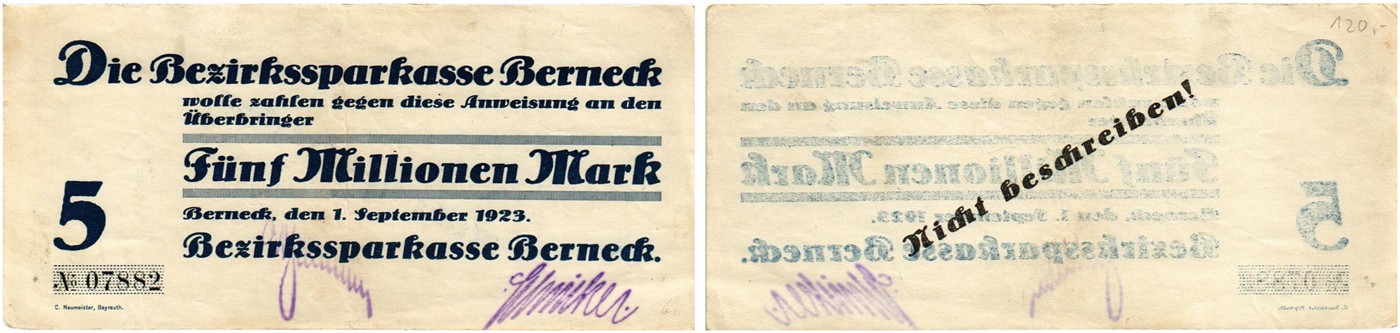 Die Bezirkssparkasse Berneck
wolle zahlen gegen diese Anweisung an den
Überbringer
Fünf Millionen Mark
5
Berneck, den 1. September 1923.
Bezirkssparkasse Berneck.
№ 07882
C. Neumeister, Bayreuth.
120,-
Nicht beschreiben!